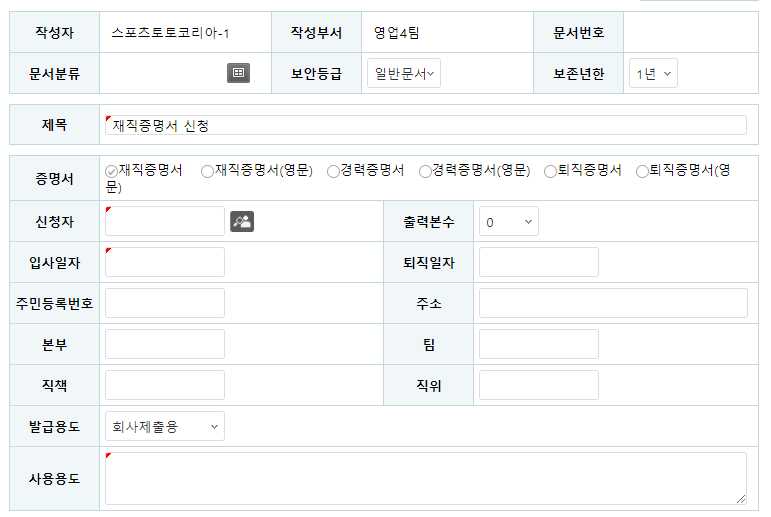 작성자 스포츠토토코리아-1 작성부서 영업4팀 문서번호
문서분류 보안등급 일반문서 보존년한 1년
제목 재직증명서 신청
증명서 재직증명서 재직증명서(영문) 경력증명서 경력증명서(영문) 퇴직증명서 퇴직증명서(영
문)
신청자 출력본수 0
입사일자 퇴직일자
주민등록번호 주소
본부 팀
직책 직위
발급용도 회사제출용
사용용도